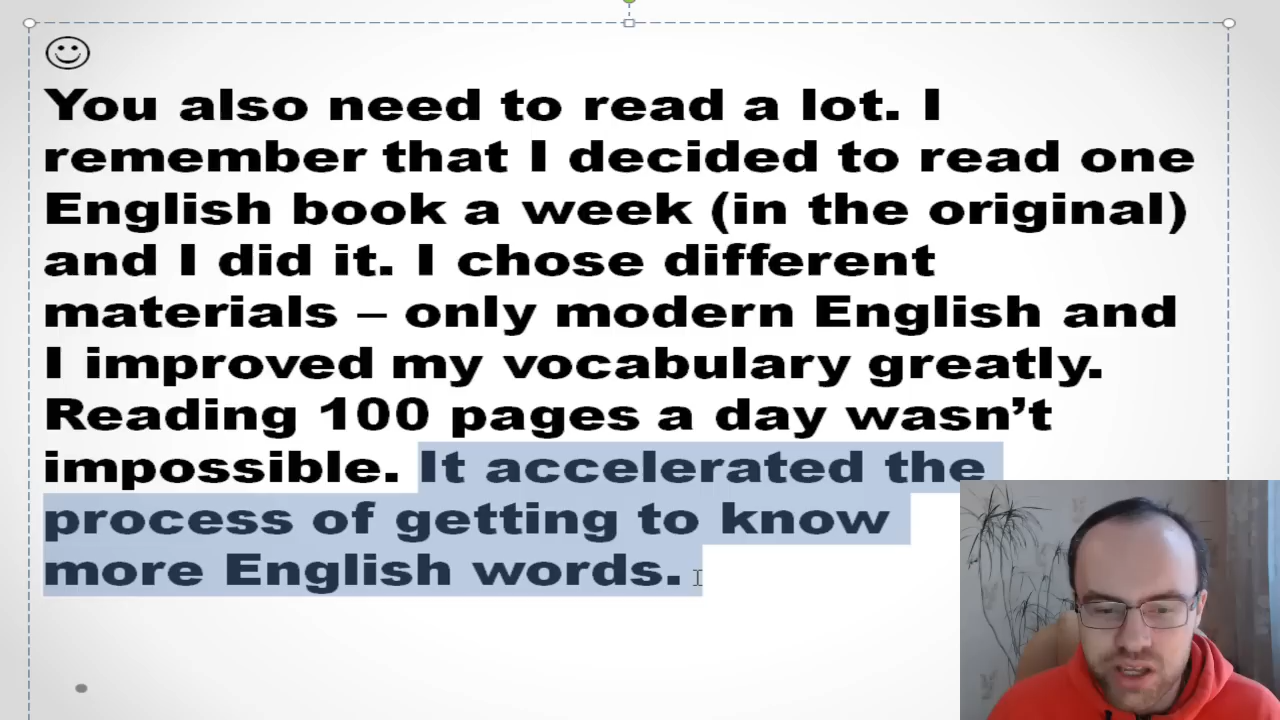 You also need to read a lot. I
remember that I decided to read one
English book a week (in the original)
and I did it. I chose different
materials – only modern English and
I improved my vocabulary greatly.
Reading 100 pages a day wasn’t
impossible. It accelerated the
process of getting to know
more English words.